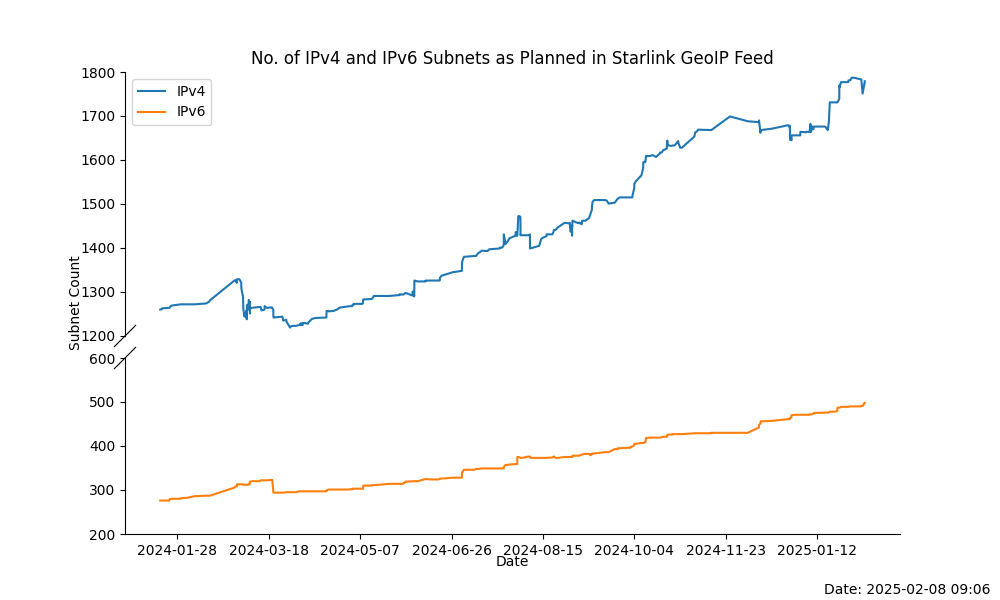 No. of IPv4 and IPv6 Subnets as Planned in Starlink GeoIP Feed
IPv4
IPv6
1800
1700
1600
1500
1400
1300
1200
600
500
400
300
200
Subnet Count
2024-01-28 2024-03-18 2024-05-07 2024-06-26 2024-08-15 2024-10-04 2024-11-23 2025-01-12
Date
Date: 2025-02-08 09:06